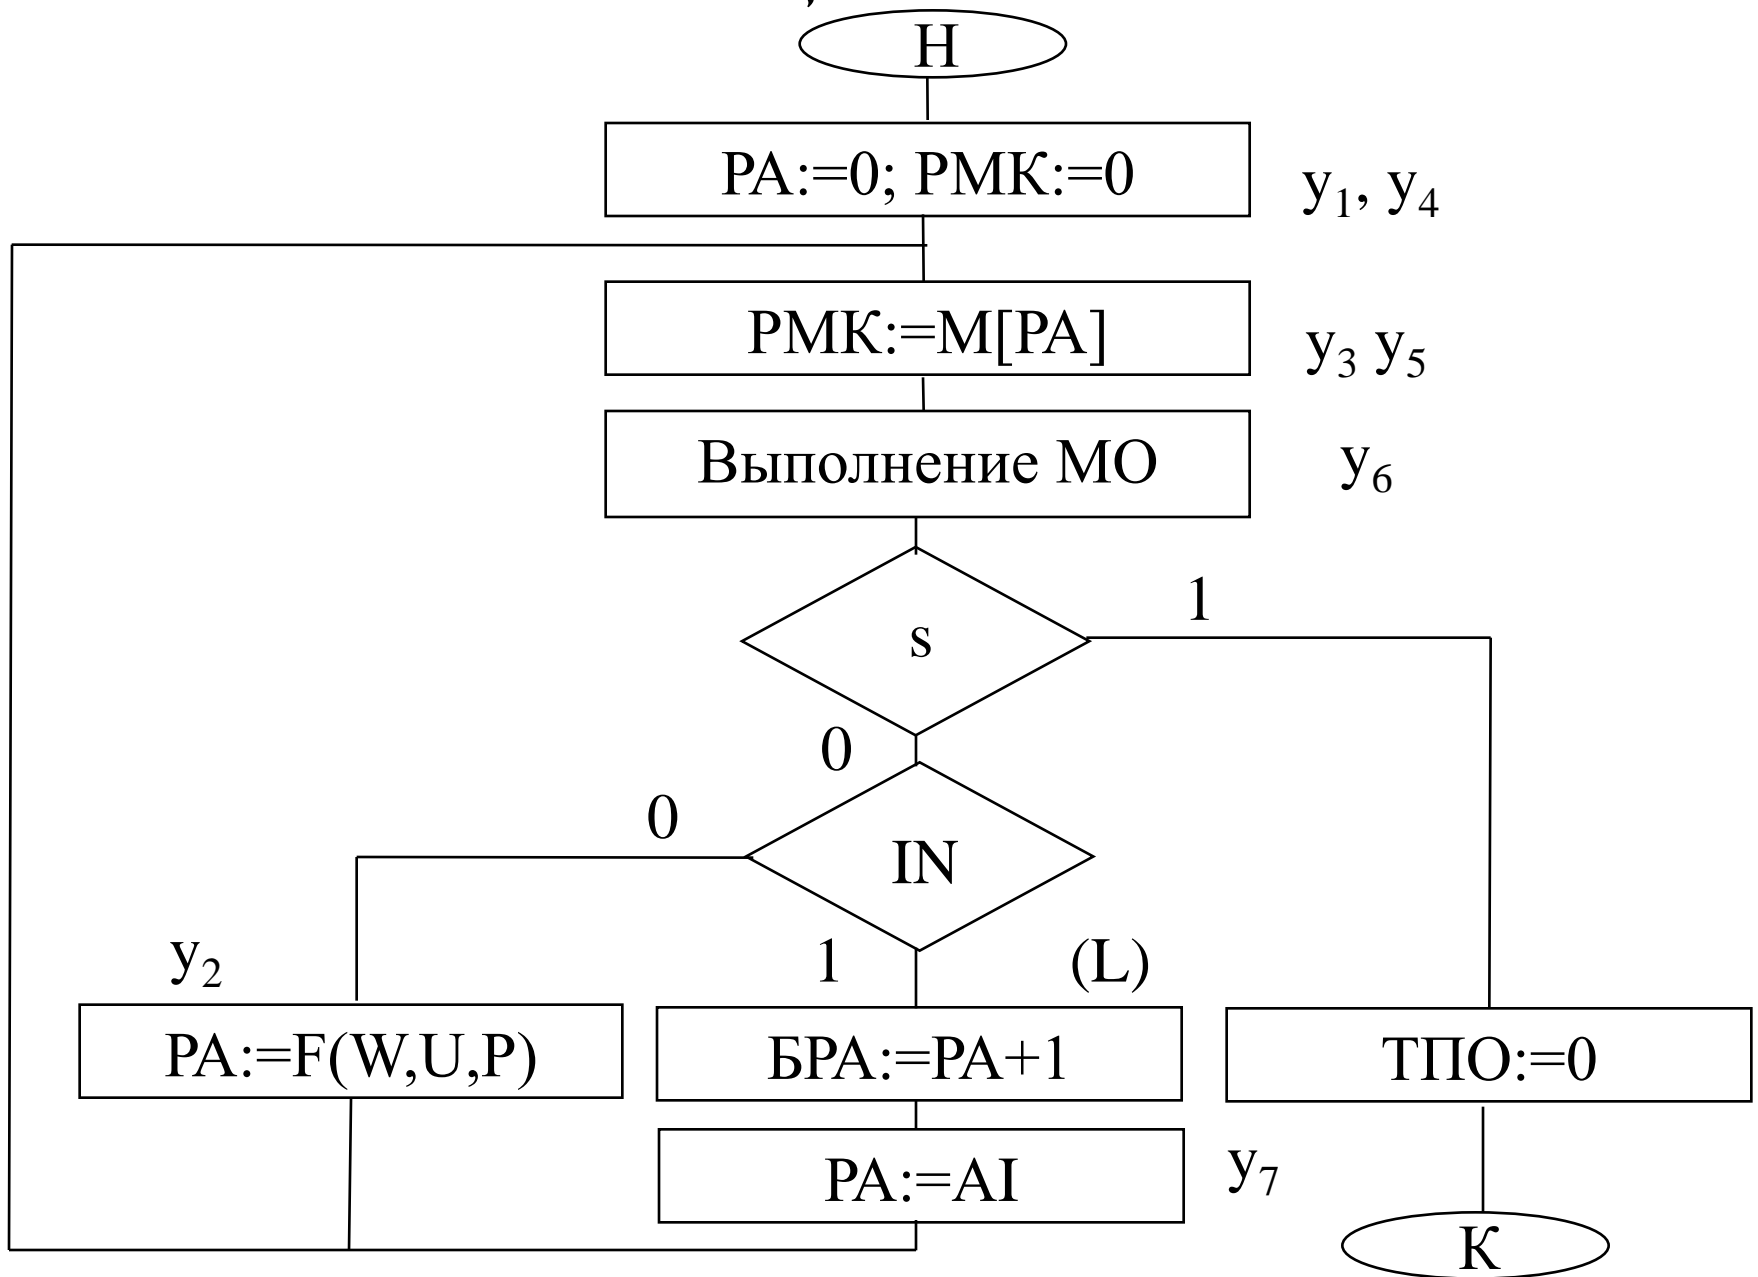 Н
РА:=0; РМК:=0
y1, y4
РМК:=М[РА]
y3 y5
Выполнение МО
y6
1
s
0
0
IN
y2
1
(L)
РА:=F(W,U,P)
БРА:=РА+1
ТПО:=0
РА:=AI
y7
К